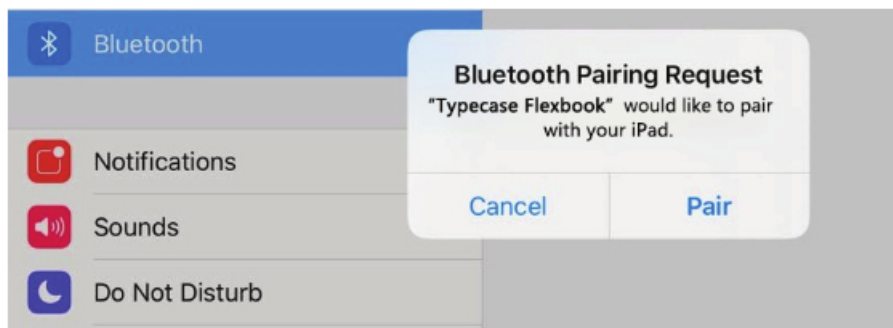 Bluetooth
Bluetooth Pairing Request
"Typecase Flexbook" would like to pair
with your iPad.
Cancel
Pair
Notifications
Sounds
Do Not Disturb